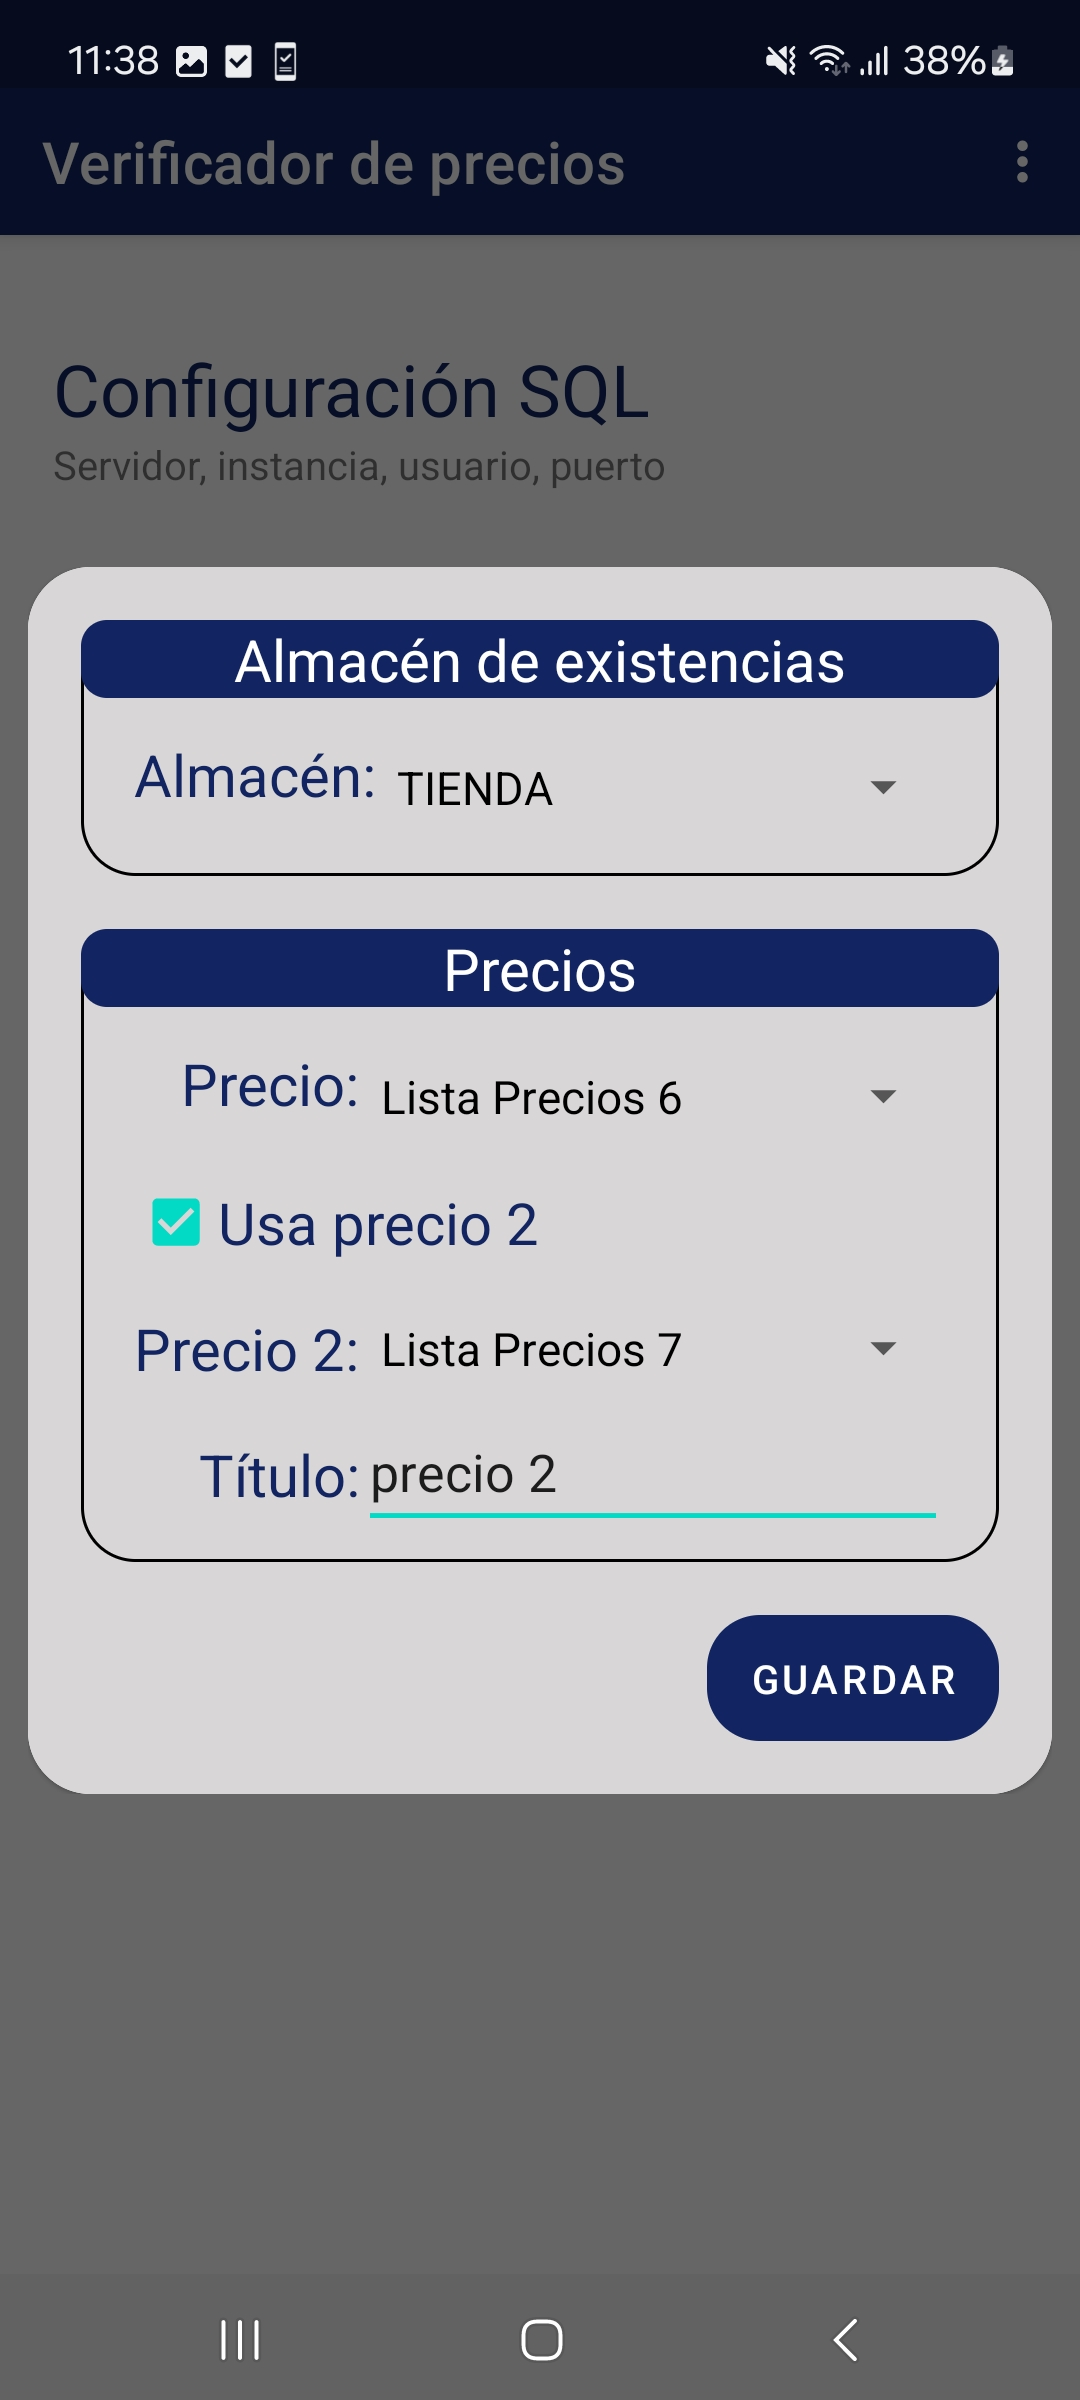 11:38
38%
Verificador de precios
Configuración SQL
Servidor, instancia, usuario, puerto
Almacén de existencias
Almacén: TIENDA
Precios
Precio: Lista Precios 6
Usa precio 2
Precio 2: Lista Precios 7
Título: precio 2
GUARDAR